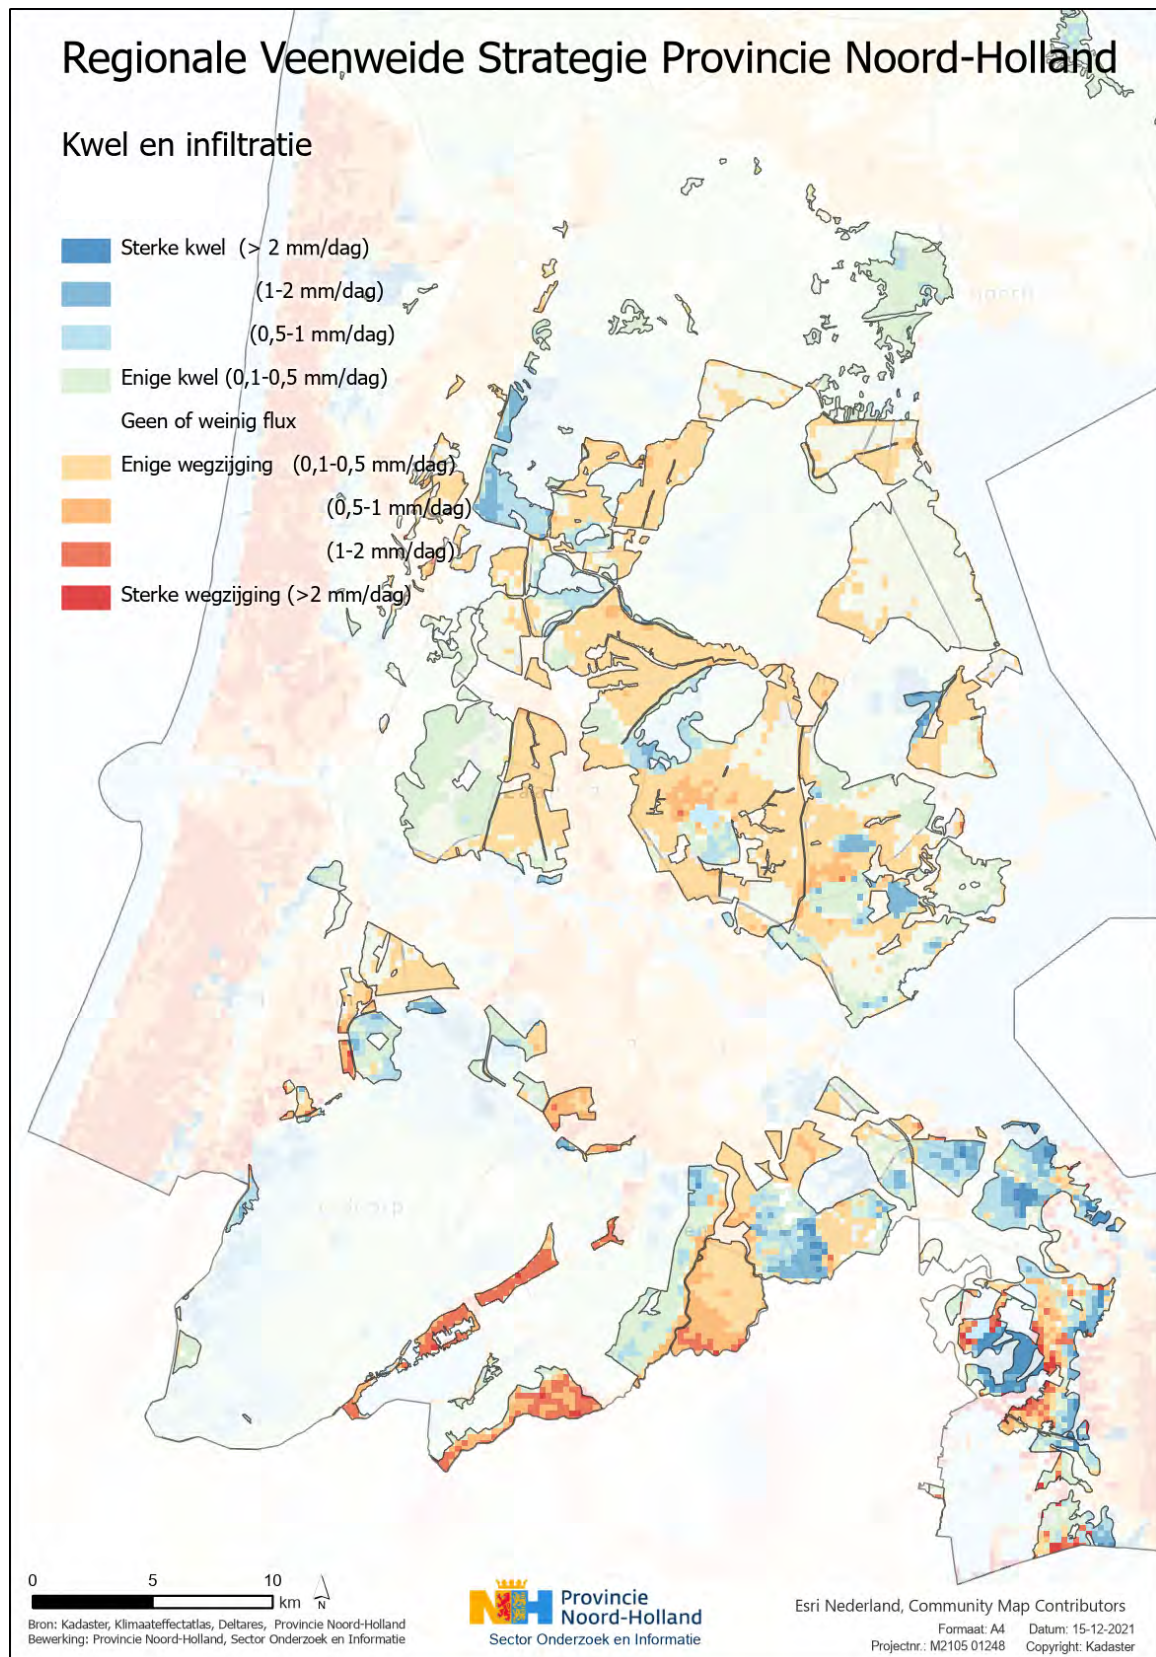 Regionale Veenweide Strategie Provincie Noord-Holland
Kwel en infiltratie
Sterke kwel (> 2 mm/dag)
(1-2 mm/dag)
(0,5-1 mm/dag)
Enige kwel (0,1-0,5 mm/dag)
Geen of weinig flux
Enige wegzijging (0,1-0,5 mm/dag)
(0,5-1 mm/dag)
(1-2 mm/dag)
Sterke wegzijging (>2 mm/dag)
0 5 10
km
N
Bron: Kadaster, Klimaateffectatlas, Deltares, Provincie Noord-Holland
Bewerking: Provincie Noord-Holland, Sector Onderzoek en Informatie
NH
Provincie
Noord-Holland
Sector Onderzoek en Informatie
Esri Nederland, Community Map Contributors
Formaat: A4 Datum: 15-12-2021
Projectnr.: M2105 01248 Copyright: Kadaster